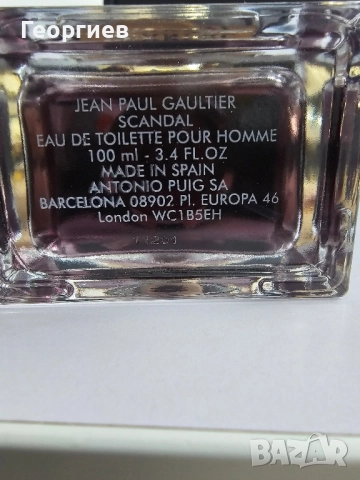 Георгиев
JEAN PAUL GAULTIER
SCANDAL
EAU DE TOILETTE POUR HOMME
100 ml - 3.4 FL.OZ
MADE IN SPAIN
ANTONIO PUIG SA
BARCELONA 08902 Pl. EUROPA 46
London WC1B5EH
BAZAR